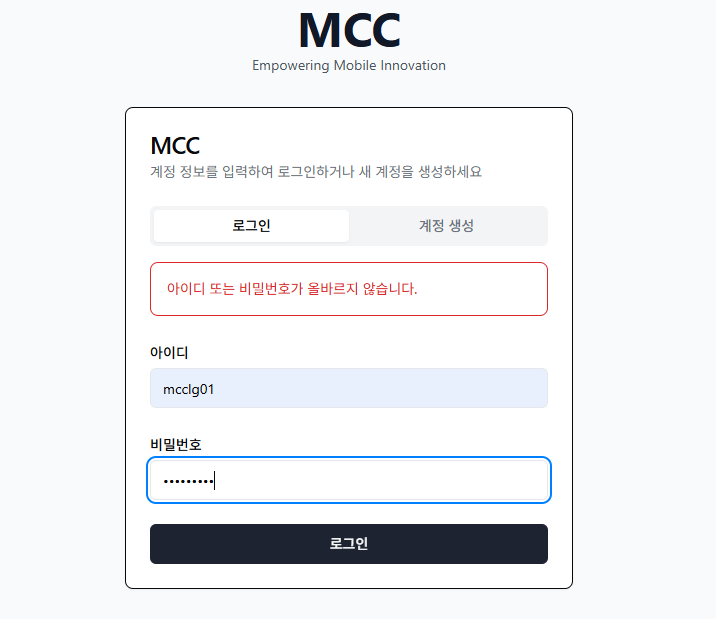 MCC
Empowering Mobile Innovation
MCC
계정 정보를 입력하여 로그인하거나 새 계정을 생성하세요
로그인 계정 생성
아이디 또는 비밀번호가 올바르지 않습니다.
아이디
mcclg01
비밀번호
•••••••••
로그인